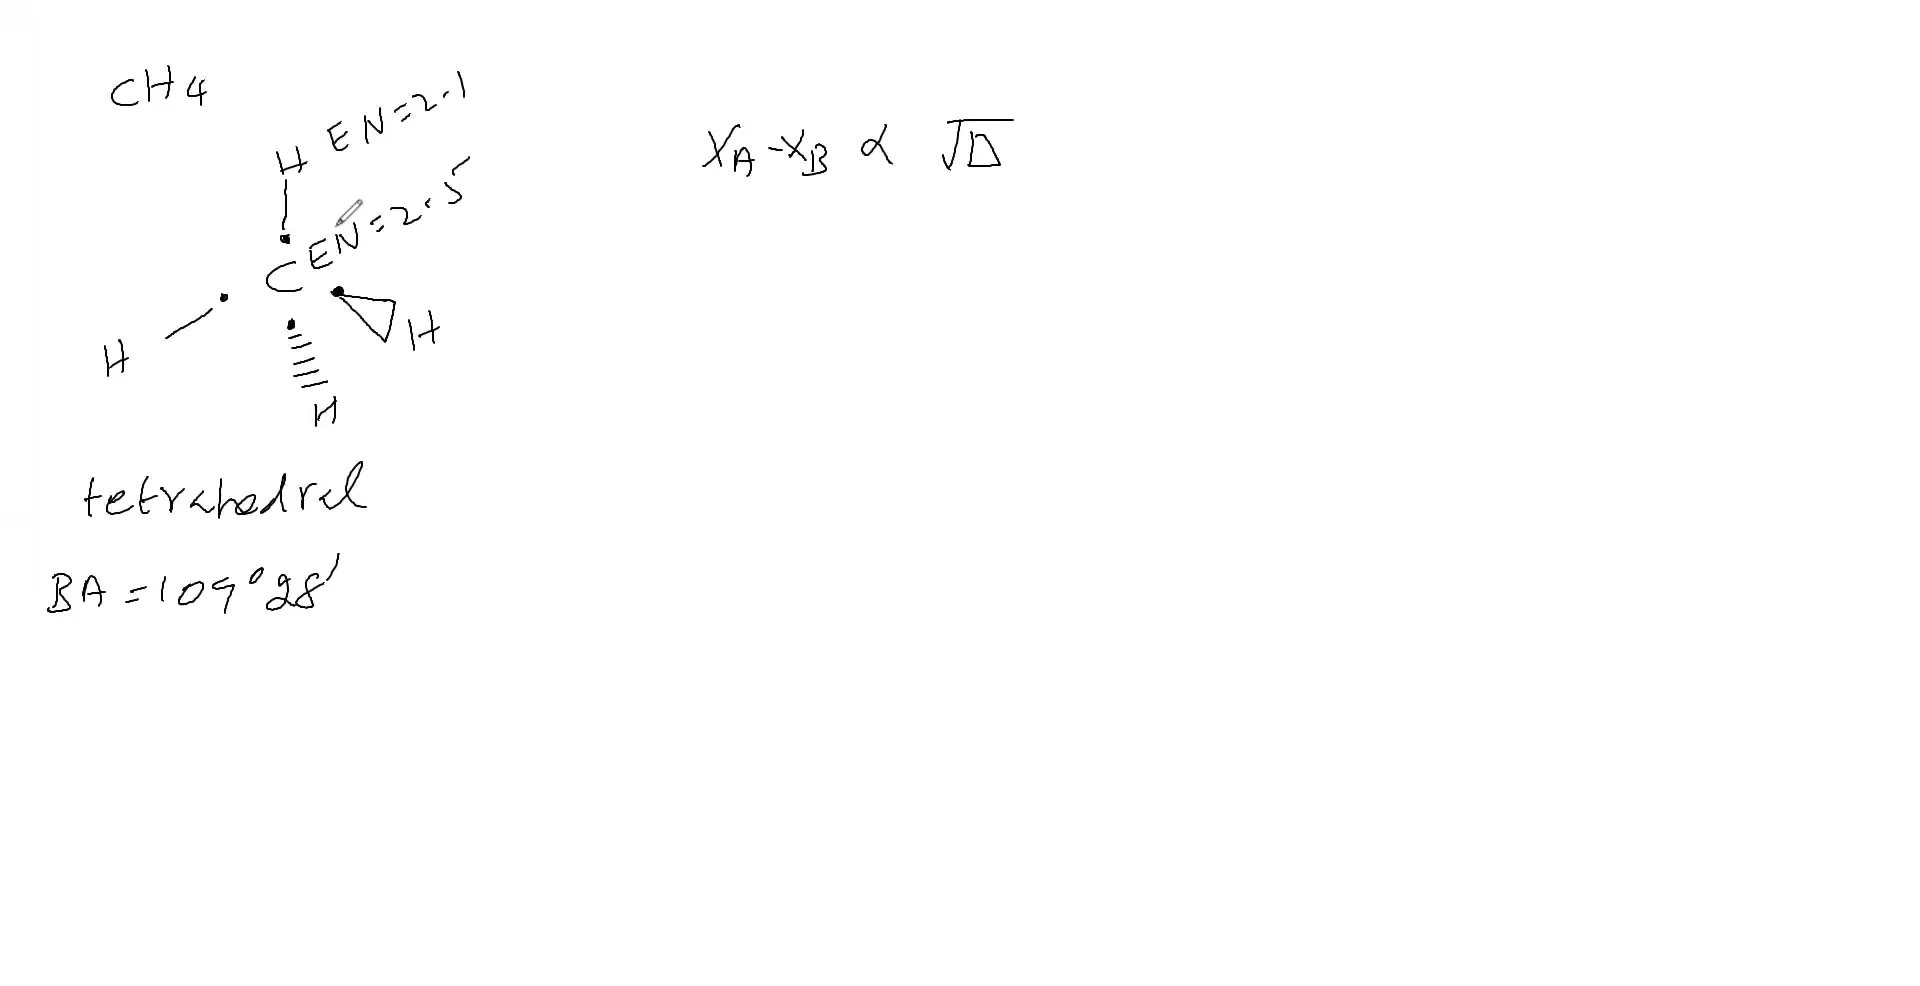 CH4
H EN=2.1
XA-XB ∝ √Δ
C EN=2.5
H
H
H
tetrahedral
BA=109°28'